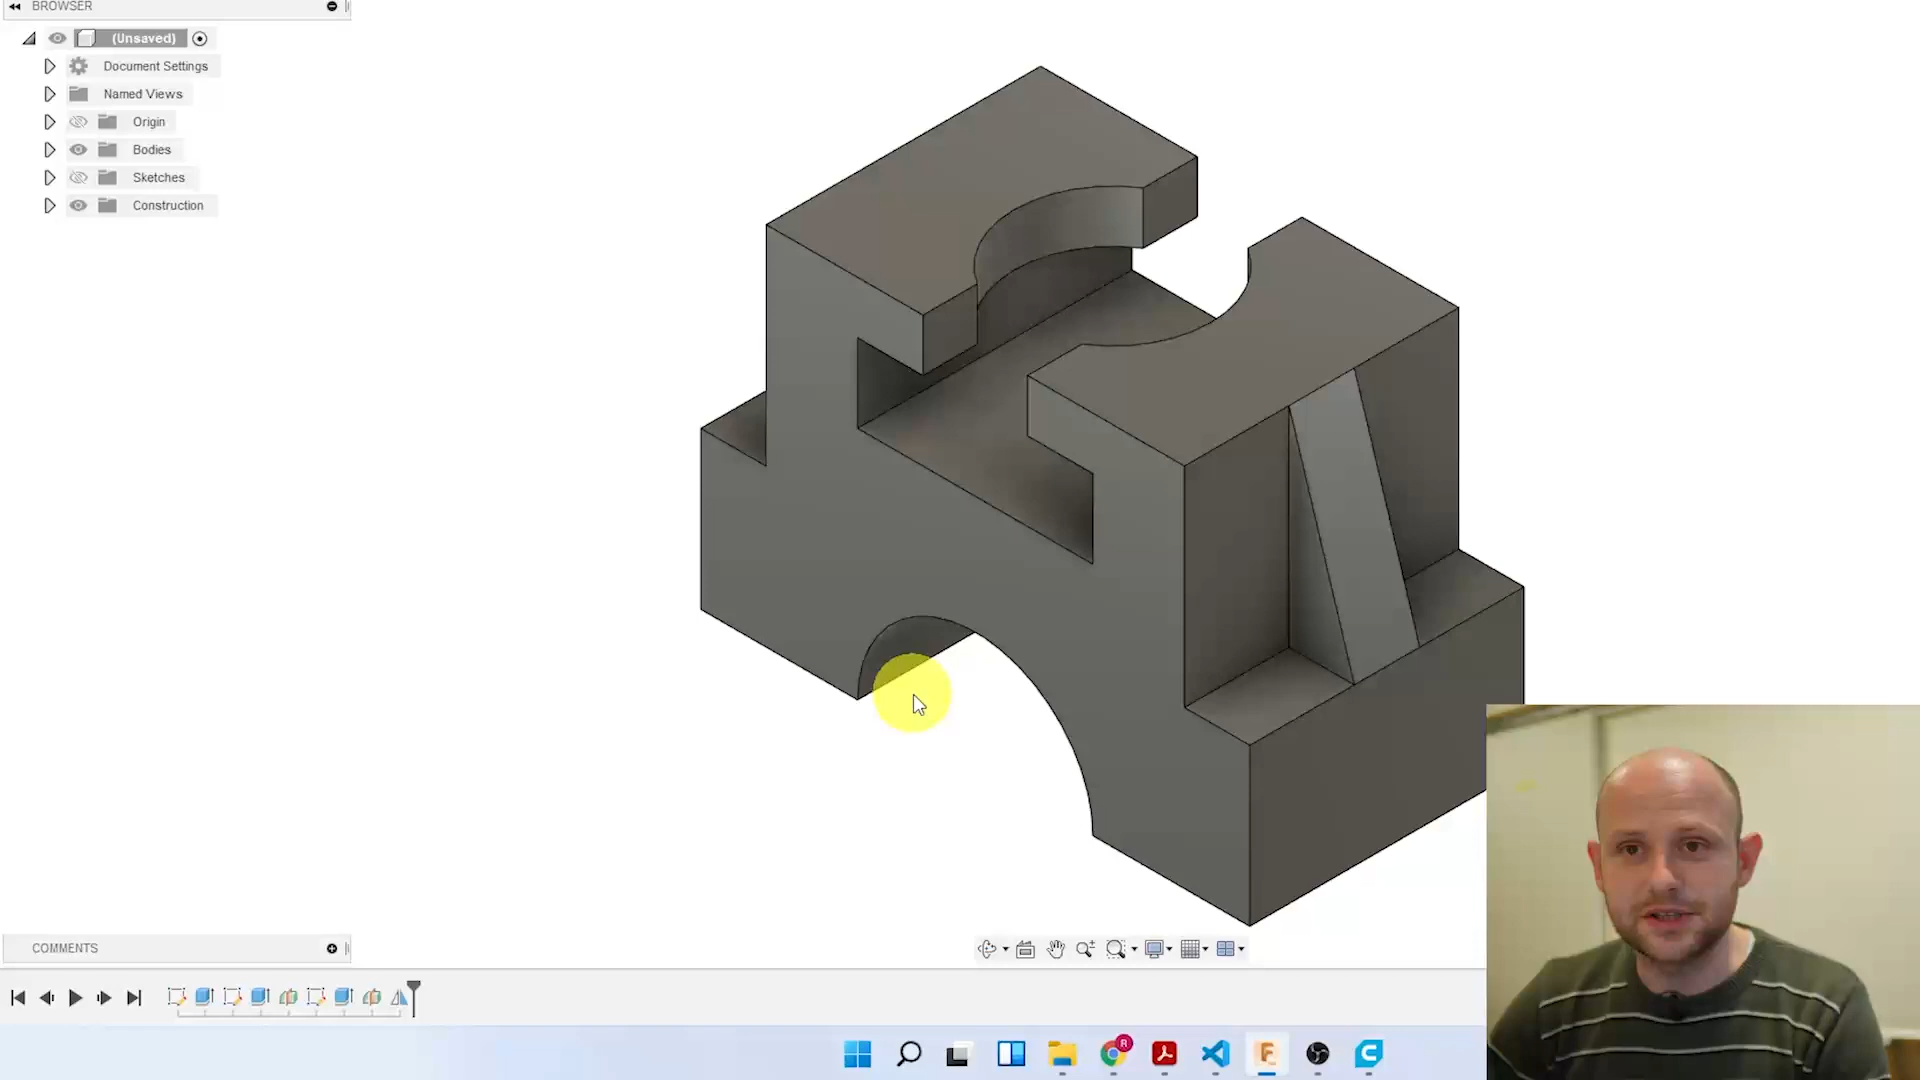 BROWSER
(Unsaved)
Document Settings
Named Views
Origin
Bodies
Sketches
Construction
COMMENTS
R